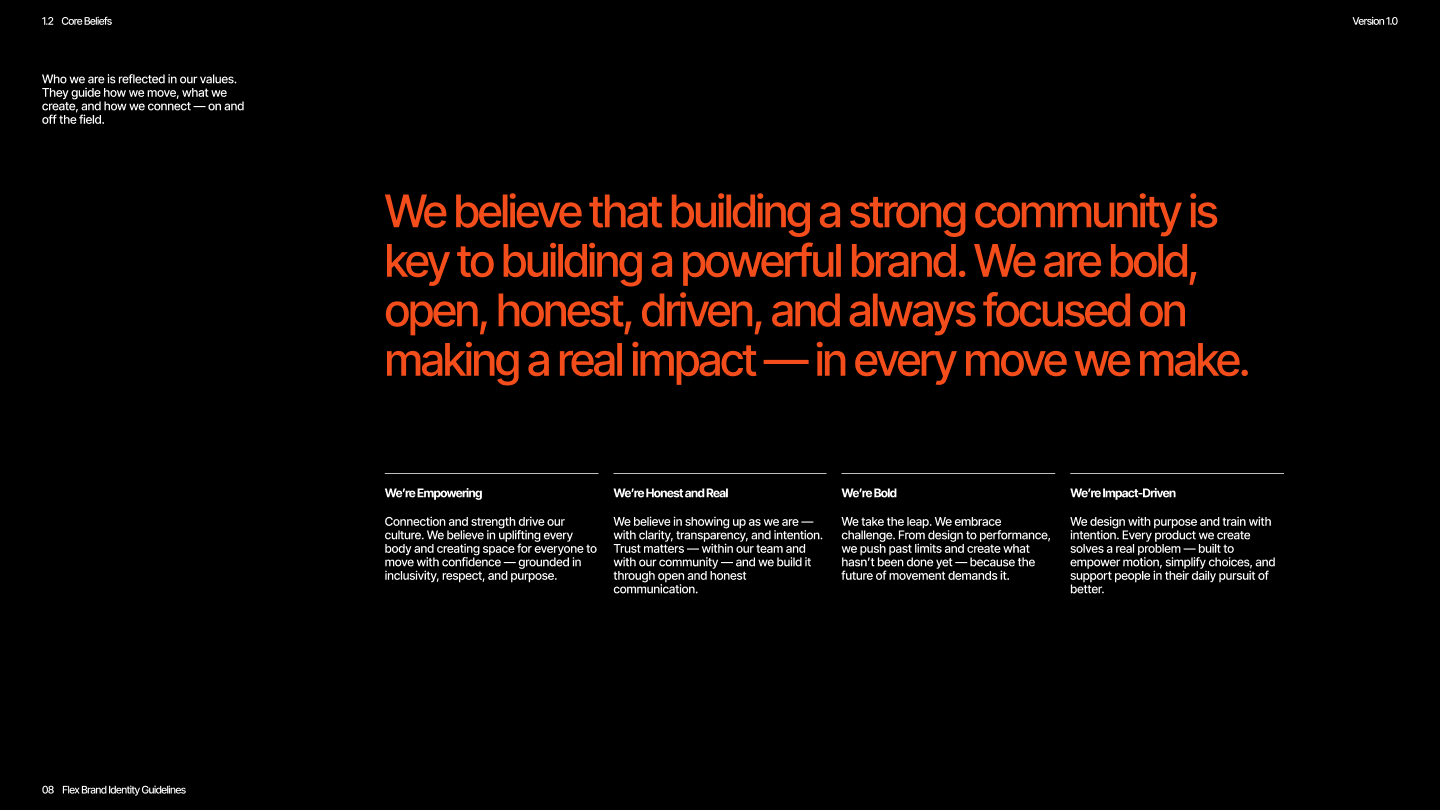 1.2 Core Beliefs
Version 1.0
Who we are is reflected in our values.
They guide how we move, what we
create, and how we connect — on and
off the field.
We believe that building a strong community is
key to building a powerful brand. We are bold,
open, honest, driven, and always focused on
making a real impact — in every move we make.
We’re Empowering
Connection and strength drive our
culture. We believe in uplifting every
body and creating space for everyone to
move with confidence — grounded in
inclusivity, respect, and purpose.
We’re Honest and Real
We believe in showing up as we are —
with clarity, transparency, and intention.
Trust matters — within our team and
with our community — and we build it
through open and honest
communication.
We’re Bold
We take the leap. We embrace
challenge. From design to performance,
we push past limits and create what
hasn’t been done yet — because the
future of movement demands it.
We’re Impact-Driven
We design with purpose and train with
intention. Every product we create
solves a real problem — built to
empower motion, simplify choices, and
support people in their daily pursuit of
better.
08 Flex Brand Identity Guidelines